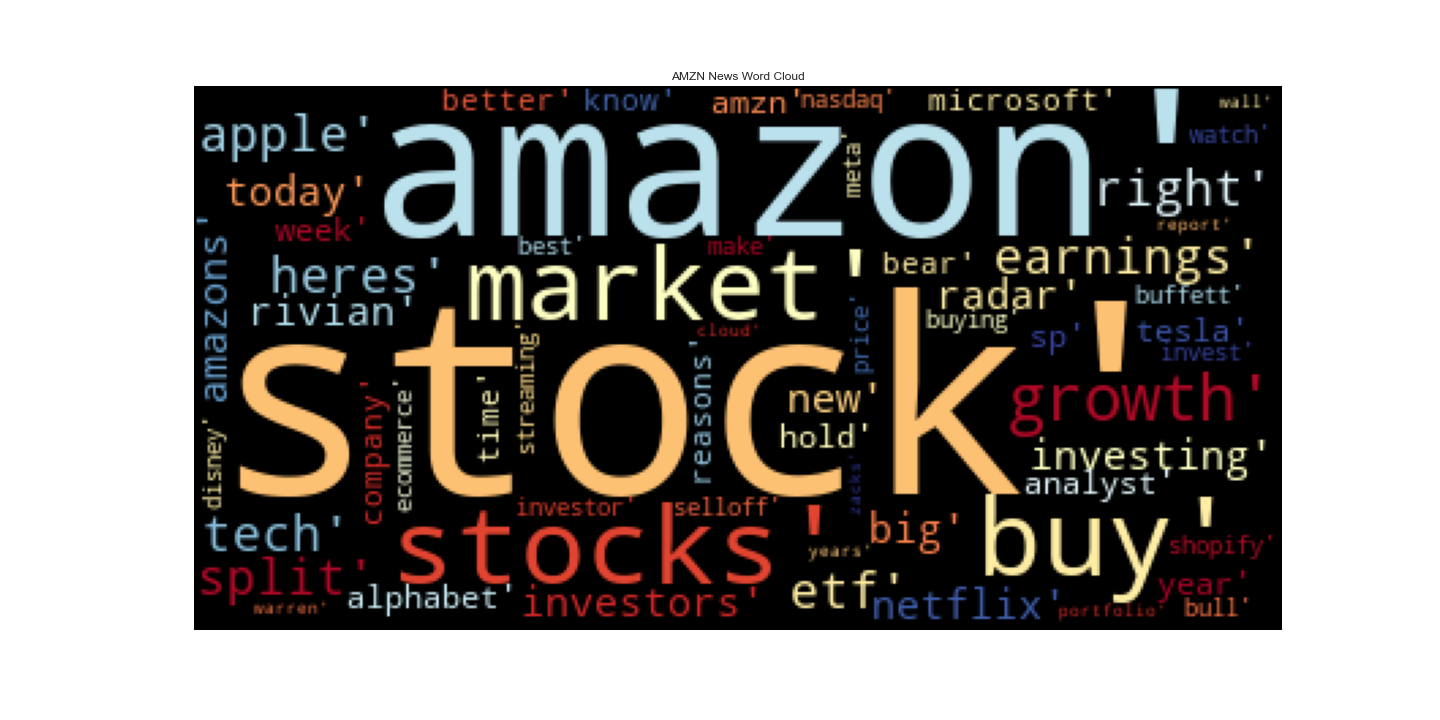 AMZN News Word Cloud
better' know' amzn' nasdaq' microsoft' wall'
apple' amazon' meta' watch'
today' right'
week' report'
amazons' best' make' earnings'
heres' market' bear'
rivian' radar' buffett'
buying'
cloud' price' sp' tesla'
invest'
stock'
streaming' reasons' new' growth'
time' hold'
disney' company' ecommerce' investing'
zacks' analyst'
tech' investor' selloff' big' buy' shopify'
stocks' years'
split' year'
warren' alphabet' investors' etf' netflix' portfolio' bull'